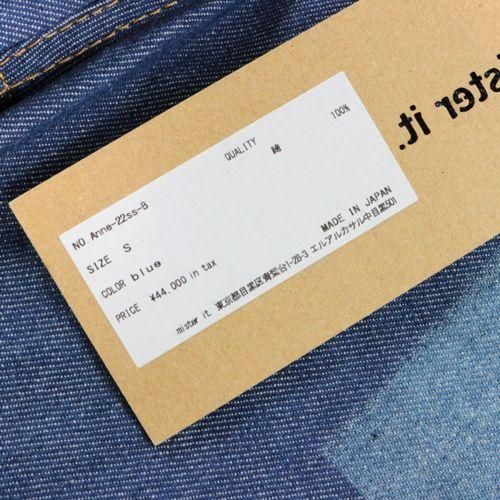 ister it.
QUALITY 綿 100%
NO. Anne-22ss-8
SIZE S
COLOR blue
PRICE ¥44,000 in tax
MADE IN JAPAN
mister it. 東京都目黒区青葉台1-28-3 エルアルカサル中目黒501